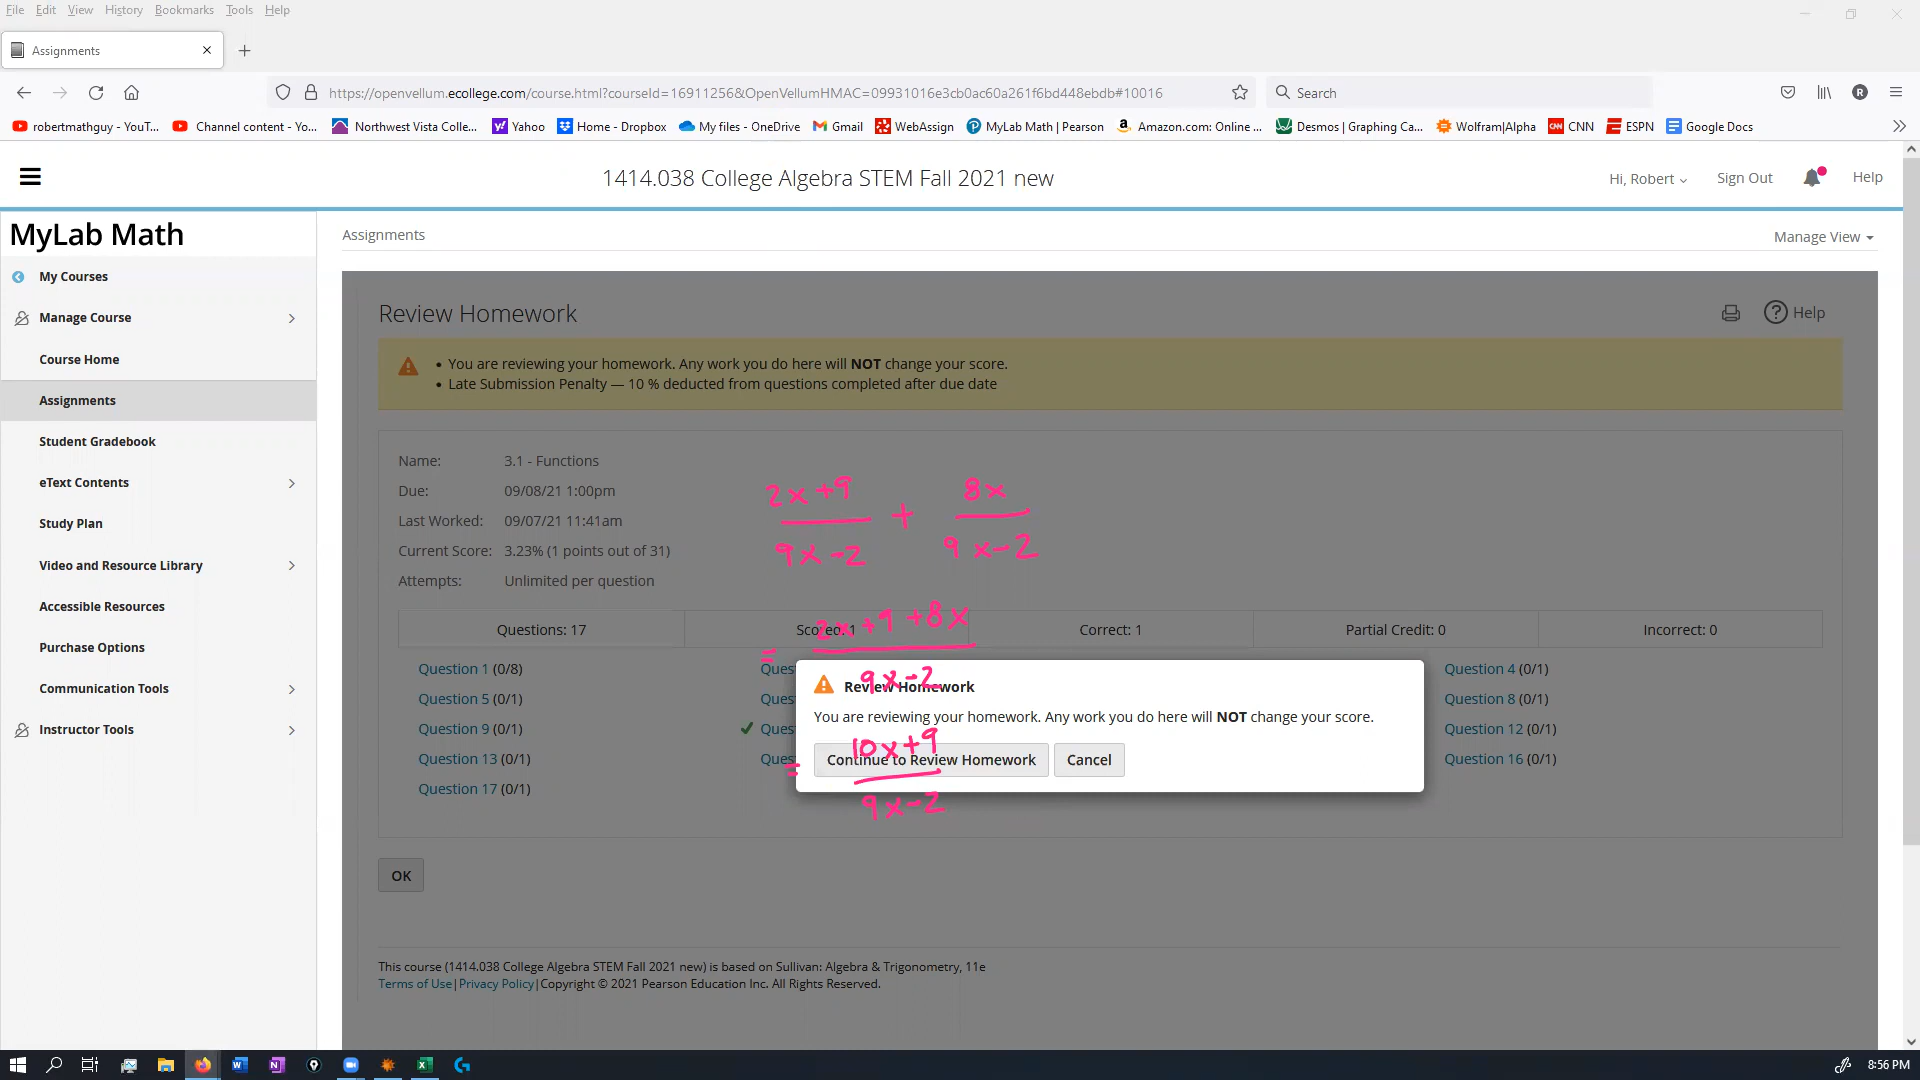 File Edit View History Bookmarks Tools Help
Assignments
https://openvellum.ecollege.com/course.html?courseId=16911256&OpenVellumHMAC=09931016e3cb0ac60a261f6bd448ebdb#10016
Search
robertmathguy - YouT... Channel content - Yo... Northwest Vista Colle... Yahoo Home - Dropbox My files - OneDrive Gmail WebAssign MyLab Math | Pearson Amazon.com: Online ... Desmos | Graphing Ca... Wolfram|Alpha CNN ESPN Google Docs
1414.038 College Algebra STEM Fall 2021 new
Hi, Robert Sign Out Help
MyLab Math
My Courses
Manage Course
Course Home
Assignments
Student Gradebook
eText Contents
Study Plan
Video and Resource Library
Accessible Resources
Purchase Options
Communication Tools
Instructor Tools
Assignments
Manage View
Review Homework
Help
• You are reviewing your homework. Any work you do here will NOT change your score.
• Late Submission Penalty — 10 % deducted from questions completed after due date
Name: 3.1 - Functions
Due: 09/08/21 1:00pm
Last Worked: 09/07/21 11:41am
Current Score: 3.23% (1 points out of 31)
Attempts: Unlimited per question
2x+9 8x
+
9x-2 9x-2
Questions: 17 Scored: 1 Correct: 1 Partial Credit: 0 Incorrect: 0
2x+9+8x
=
9x-2
Question 1 (0/8) Ques Question 4 (0/1)
Question 5 (0/1) Ques Question 8 (0/1)
Question 9 (0/1) Ques Question 12 (0/1)
Question 13 (0/1) Ques Question 16 (0/1)
Question 17 (0/1)
Review Homework
You are reviewing your homework. Any work you do here will NOT change your score.
Continue to Review Homework Cancel
10x+9
=
9x-2
OK
This course (1414.038 College Algebra STEM Fall 2021 new) is based on Sullivan: Algebra & Trigonometry, 11e
Terms of Use|Privacy Policy|Copyright © 2021 Pearson Education Inc. All Rights Reserved.
8:56 PM